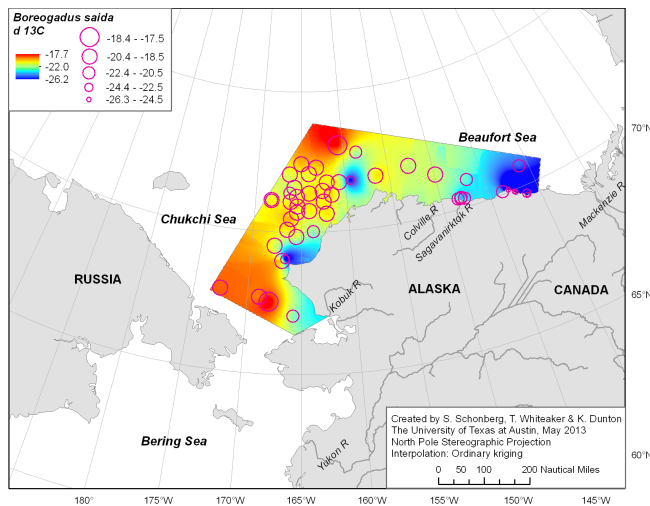 Boreogadus saida
d 13C
-17.7
-22.0
-26.2
-18.4 - -17.5
-20.4 - -18.5
-22.4 - -20.5
-24.4 - -22.5
-26.3 - -24.5
70°N
Beaufort Sea
Chukchi Sea
Colville R
Sagavanirktok R
Mackenzie R
RUSSIA
Kobuk R
ALASKA
CANADA
65°N
Bering Sea
Yukon R
Created by S. Schonberg, T. Whiteaker & K. Dunton
The University of Texas at Austin, May 2013
North Pole Stereographic Projection
Interpolation: Ordinary kriging
0 50 100 200 Nautical Miles
60°N
180° 175°W 170°W 165°W 160°W 155°W 150°W 145°W